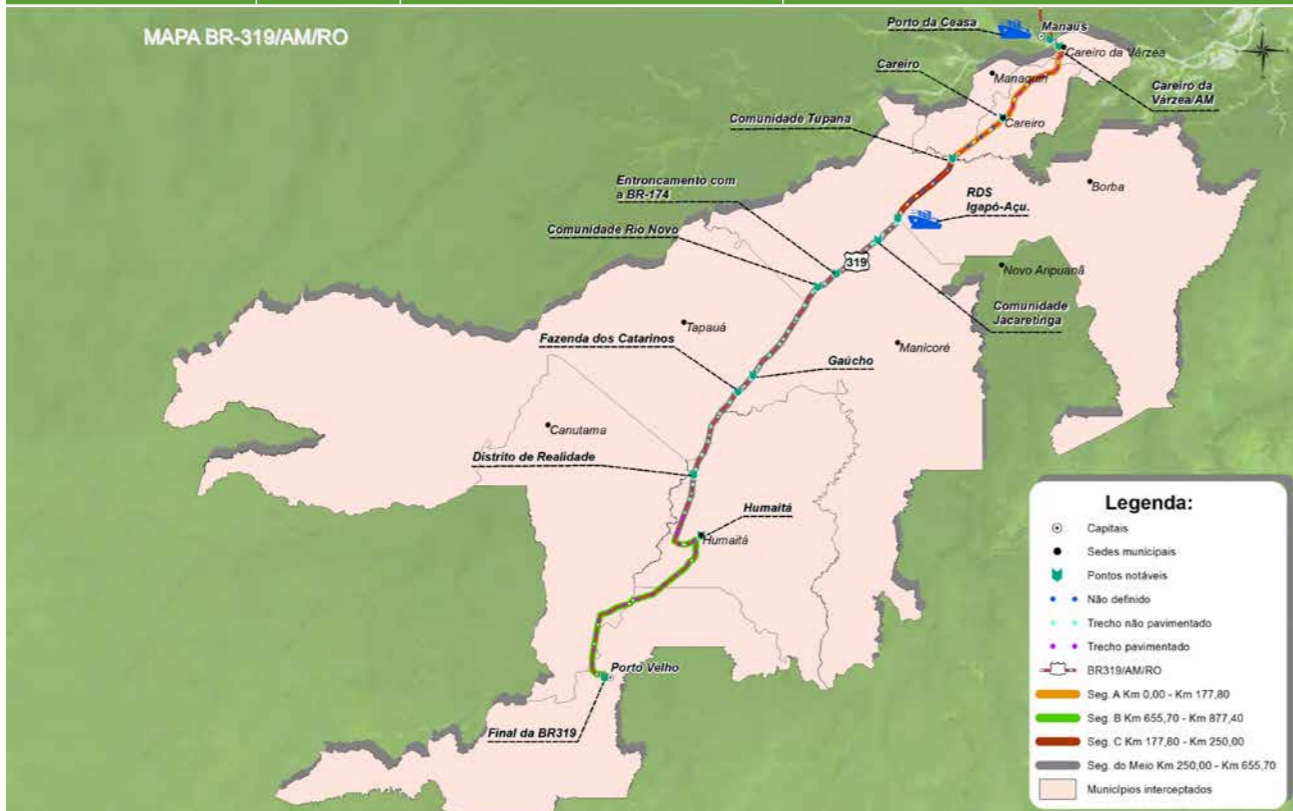 MAPA BR-319/AM/RO
Porto da Ceasa
Manaus
Careiro da Várzea
Careiro
Manaquiri
Careiro da
Várzea/AM
Careiro
Comunidade Tupana
Entroncamento com
a BR-174
RDS
Igapó-Açu.
Borba
Comunidade Rio Novo
319
Novo Aripuanã
Comunidade
Jacaretinga
Tapauá
Fazenda dos Catarinos
Manicoré
Gaúcho
Canutama
Distrito de Realidade
Humaitá
Humaitá
Porto Velho
Final da BR319
Legenda:
Capitais
Sedes municipais
Pontos notáveis
Não definido
Trecho não pavimentado
Trecho pavimentado
BR319/AM/RO
Seg. A Km 0,00 - Km 177,80
Seg. B Km 655,70 - Km 877,40
Seg. C Km 177,80 - Km 250,00
Seg. do Meio Km 250,00 - Km 655,70
Municípios interceptados